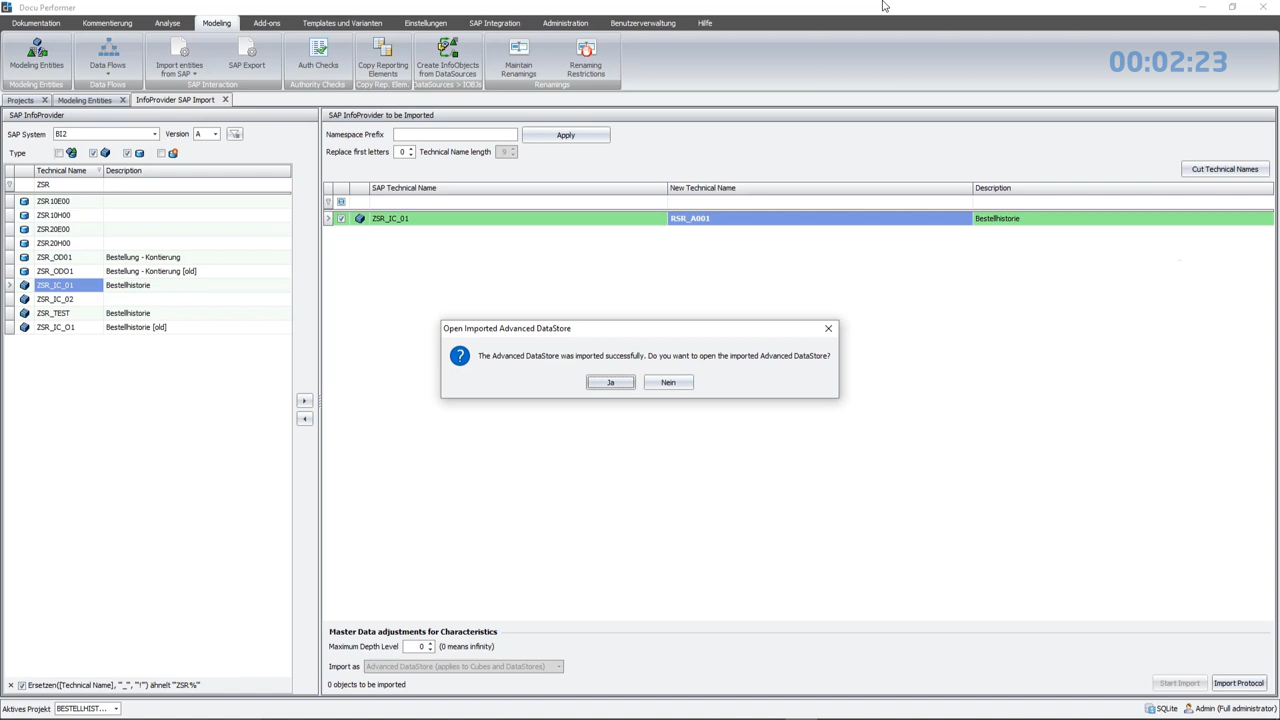 Docu Performer
Dokumentation Kommentierung Analyse Modeling Add-ons Templates und Varianten Einstellungen SAP Integration Administration Benutzerverwaltung Hilfe
Modeling Entities
Data Flows
Import entities from SAP
SAP Export
Auth Checks
Copy Reporting Elements
Create InfoObjects from DataSources
Maintain Renamings
Renaming Restrictions
00:02:23
Modeling Entities Data Flows SAP Interaction Authority Checks Copy Rep. Elem. DataSources > IOBJs Renamings
Projects Modeling Entities InfoProvider SAP Import
SAP InfoProvider
SAP System BI2 Version A
Type
Technical Name Description
ZSR
ZSR10E00
ZSR10H00
ZSR20E00
ZSR20H00
ZSR_OD01 Bestellung - Kontierung
ZSR_ODO1 Bestellung - Kontierung [old]
ZSR_IC_01 Bestellhistorie
ZSR_IC_02
ZSR_TEST Bestellhistorie
ZSR_IC_O1 Bestellhistorie [old]
Ersetzen([Technical Name], "_", "!") ähnelt "ZSR%"
SAP InfoProvider to be Imported
Namespace Prefix Apply
Replace first letters 0 Technical Name length 9
Cut Technical Names
SAP Technical Name New Technical Name Description
ZSR_IC_01 RSR_A001 Bestellhistorie
Open Imported Advanced DataStore
The Advanced DataStore was imported successfully. Do you want to open the imported Advanced DataStore?
Ja Nein
Master Data adjustments for Characteristics
Maximum Depth Level 0 (0 means infinity)
Import as Advanced DataStore (applies to Cubes and DataStores)
0 objects to be imported Start Import Import Protocol
Aktives Projekt BESTELLHIST... SQLite Admin (Full administrator)